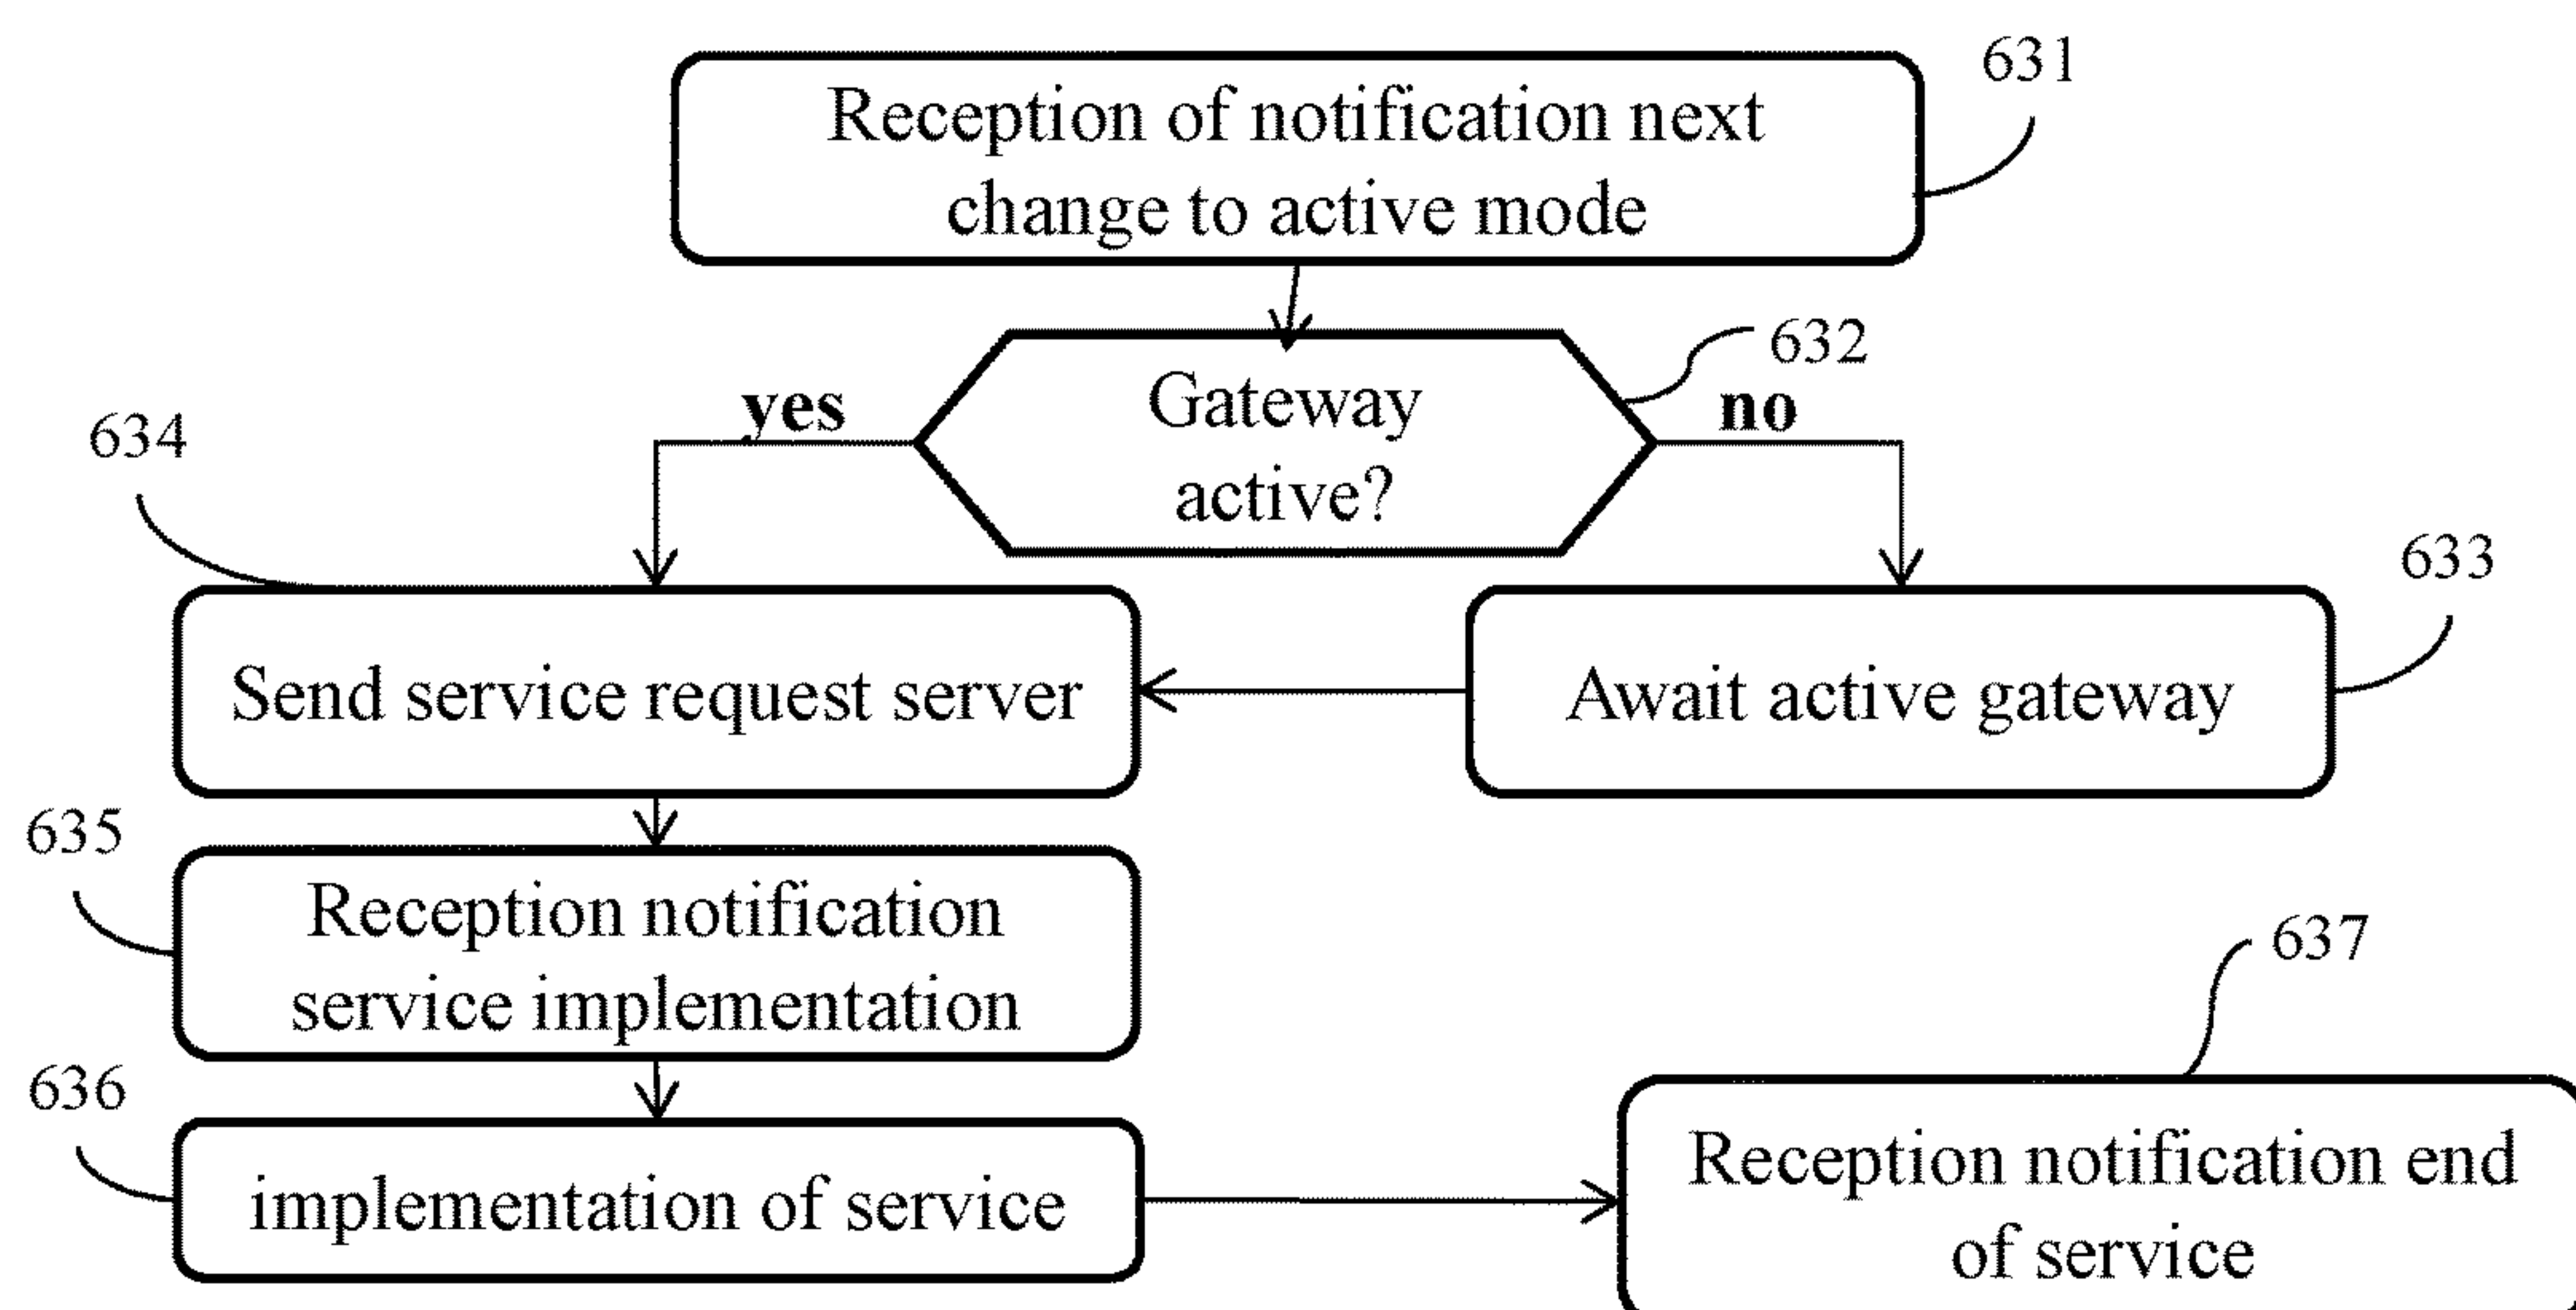 631
Reception of notification next
change to active mode
632
yes
Gateway
active?
no
634
633
Send service request server
Await active gateway
635
Reception notification
service implementation
637
636
implementation of service
Reception notification end
of service